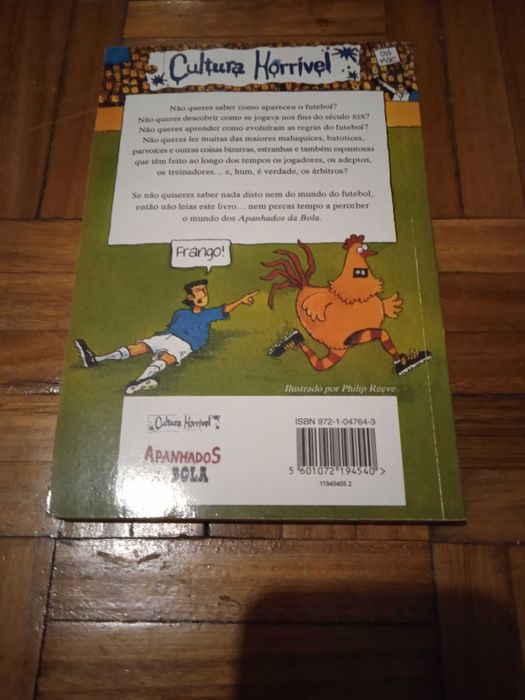 OLÁ MÃE!
Cultura Horrível
Não queres saber como apareceu o futebol?
Não queres descobrir como se jogava nos fins do século XIX?
Não queres aprender como evoluíram as regras do futebol?
Não queres ler muitas das maiores maluquices, batotices,
parvoíces e outras coisas bizarras, estranhas e também espantosas
que têm feito ao longo dos tempos os jogadores, os adeptos,
os treinadores... e, hum, é verdade, os árbitros?
Se não quiseres saber nada disto nem do mundo do futebol,
então não leias este livro... nem percas tempo a perceber
o mundo dos Apanhados da Bola.
Frango!
Ilustrado por Philip Reeve.
Cultura Horrível
APANHADOS
BOLA
ISBN 972-1-04764-3
5 601072 194540 >
11945405 2